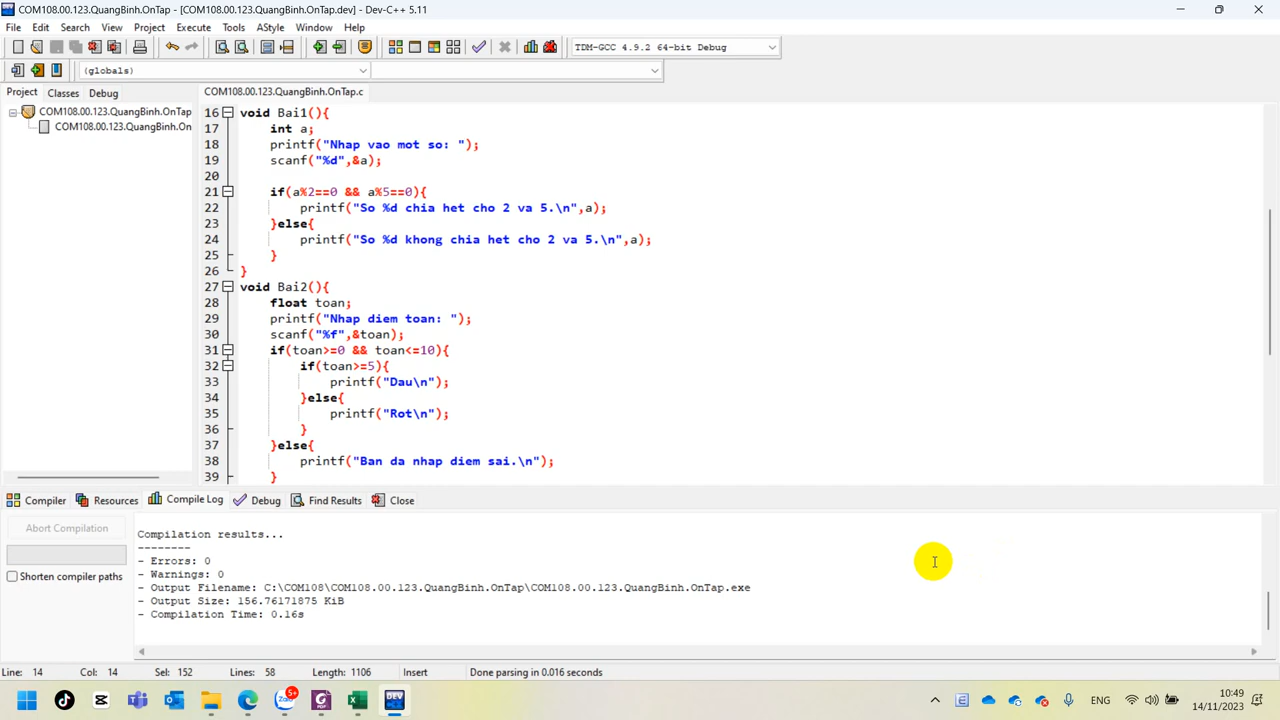 COM108.00.123.QuangBinh.OnTap - [COM108.00.123.QuangBinh.OnTap.dev] - Dev-C++ 5.11
File Edit Search View Project Execute Tools AStyle Window Help
TDM-GCC 4.9.2 64-bit Debug
(globals)
Project Classes Debug
COM108.00.123.QuangBinh.OnTap.c
COM108.00.123.QuangBinh.OnTap
COM108.00.123.QuangBinh.On
16 void Bai1(){
17 int a;
18 printf("Nhap vao mot so: ");
19 scanf("%d",&a);
20
21 if(a%2==0 && a%5==0){
22 printf("So %d chia het cho 2 va 5.\n",a);
23 }else{
24 printf("So %d khong chia het cho 2 va 5.\n",a);
25 }
26 }
27 void Bai2(){
28 float toan;
29 printf("Nhap diem toan: ");
30 scanf("%f",&toan);
31 if(toan>=0 && toan<=10){
32 if(toan>=5){
33 printf("Dau\n");
34 }else{
35 printf("Rot\n");
36 }
37 }else{
38 printf("Ban da nhap diem sai.\n");
39 }
Compiler Resources Compile Log Debug Find Results Close
Abort Compilation
Shorten compiler paths
Compilation results...
--------
- Errors: 0
- Warnings: 0
- Output Filename: C:\COM108\COM108.00.123.QuangBinh.OnTap\COM108.00.123.QuangBinh.OnTap.exe
- Output Size: 156.76171875 KiB
- Compilation Time: 0.16s
Line: 14 Col: 14 Sel: 152 Lines: 58 Length: 1106 Insert Done parsing in 0.016 seconds
5+
DEV
ENG
10:49
14/11/2023